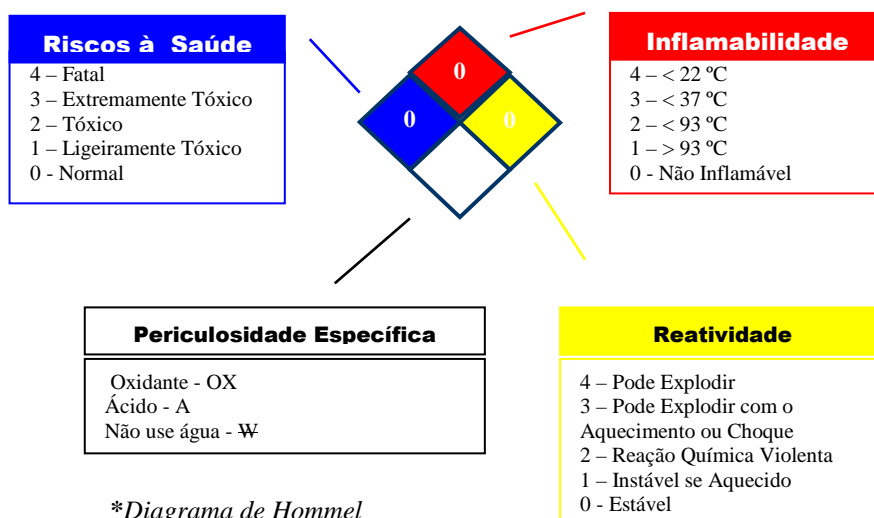 Riscos à Saúde
4 – Fatal
3 – Extremamente Tóxico
2 – Tóxico
1 – Ligeiramente Tóxico
0 - Normal
0
0
0
Inflamabilidade
4 – < 22 ºC
3 – < 37 ºC
2 – < 93 ºC
1 – > 93 ºC
0 - Não Inflamável
Periculosidade Específica
Oxidante - OX
Ácido - A
Não use água - W̶
Reatividade
4 – Pode Explodir
3 – Pode Explodir com o
Aquecimento ou Choque
2 – Reação Química Violenta
1 – Instável se Aquecido
0 - Estável
*Diagrama de Hommel